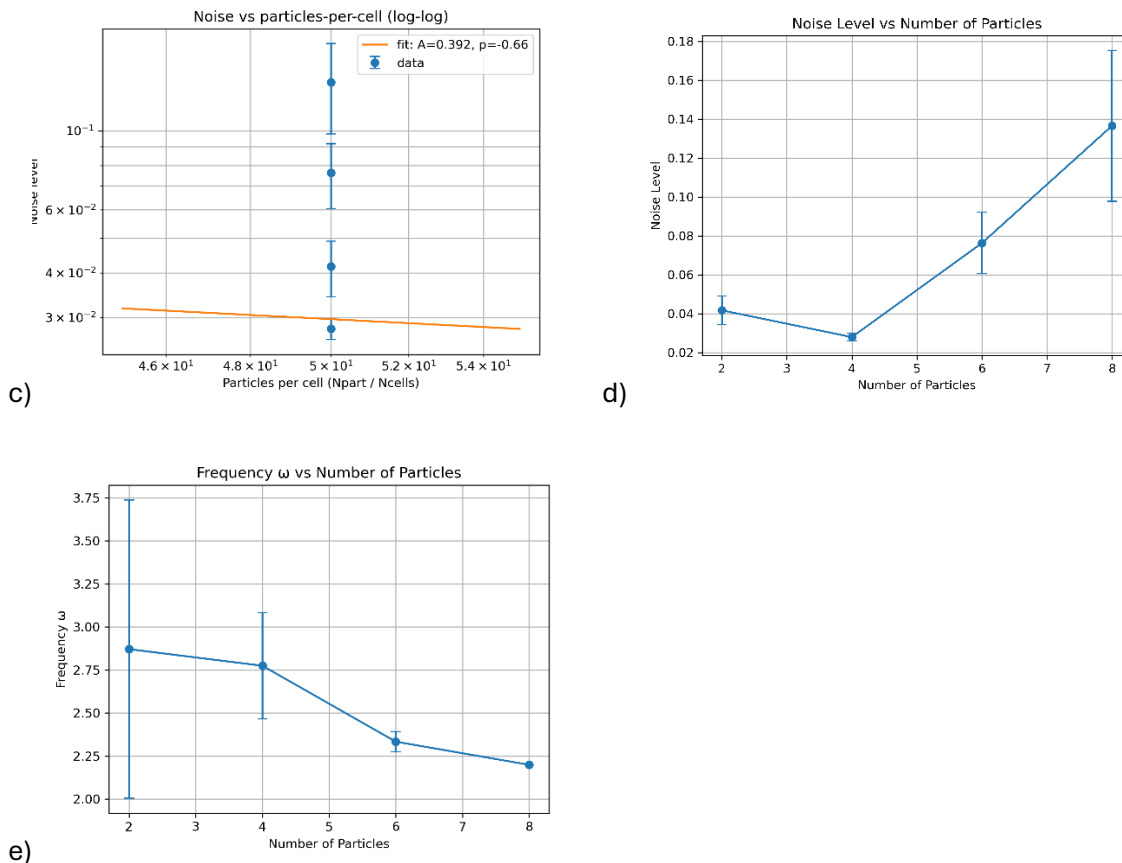 Noise vs particles-per-cell (log-log)
fit: A=0.392, p=-0.66
data
Noise level
10⁻¹
6 × 10⁻²
4 × 10⁻²
3 × 10⁻²
4.6 × 10¹ 4.8 × 10¹ 5 × 10¹ 5.2 × 10¹ 5.4 × 10¹
Particles per cell (Npart / Ncells)
c)
Noise Level vs Number of Particles
Noise Level
0.18
0.16
0.14
0.12
0.10
0.08
0.06
0.04
0.02
2 3 4 5 6 7 8
Number of Particles
d)
Frequency ω vs Number of Particles
Frequency ω
3.75
3.50
3.25
3.00
2.75
2.50
2.25
2.00
2 3 4 5 6 7 8
Number of Particles
e)